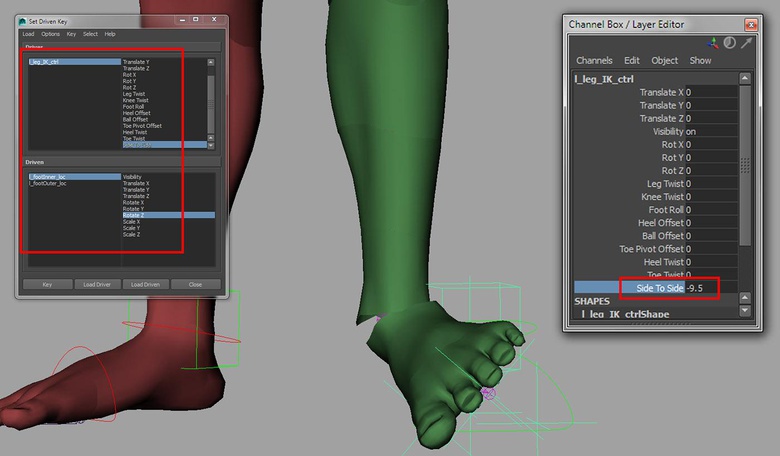 Set Driven Key
Load Options Key Select Help
l_leg_IK_ctrl
Translate Y
Translate Z
Rot X
Rot Y
Rot Z
Leg Twist
Knee Twist
Foot Roll
Heel Offset
Ball Offset
Toe Pivot Offset
Heel Twist
Toe Twist
Driven
l_footInner_loc
l_footOuter_loc
Visibility
Translate X
Translate Y
Translate Z
Rotate X
Rotate Y
Rotate Z
Scale X
Scale Y
Scale Z
Key Load Driver Load Driven Close
Channel Box / Layer Editor
Channels Edit Object Show
l_leg_IK_ctrl
Translate X 0
Translate Y 0
Translate Z 0
Visibility on
Rot X 0
Rot Y 0
Rot Z 0
Leg Twist 0
Knee Twist 0
Foot Roll 0
Heel Offset 0
Ball Offset 0
Toe Pivot Offset 0
Heel Twist 0
Toe Twist 0
Side To Side -9.5
SHAPES
l_leg_IK_ctrlShape